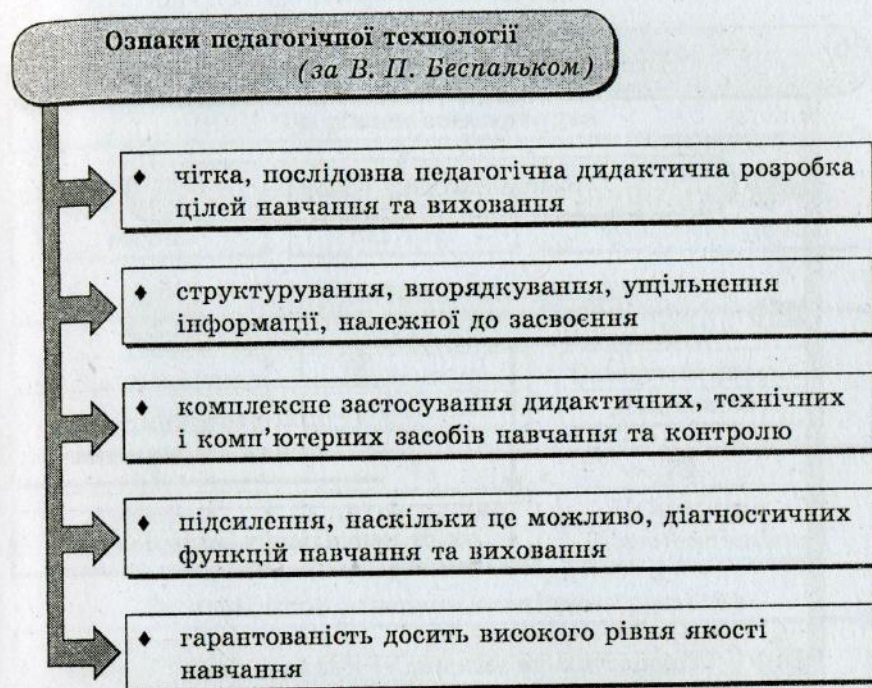 Ознаки педагогічної технології
(за В. П. Беспальком)
♦ чітка, послідовна педагогічна дидактична розробка
цілей навчання та виховання
♦ структурування, впорядкування, ущільнення
інформації, належної до засвоєння
♦ комплексне застосування дидактичних, технічних
і комп’ютерних засобів навчання та контролю
♦ підсилення, наскільки це можливо, діагностичних
функцій навчання та виховання
♦ гарантованість досить високого рівня якості
навчання